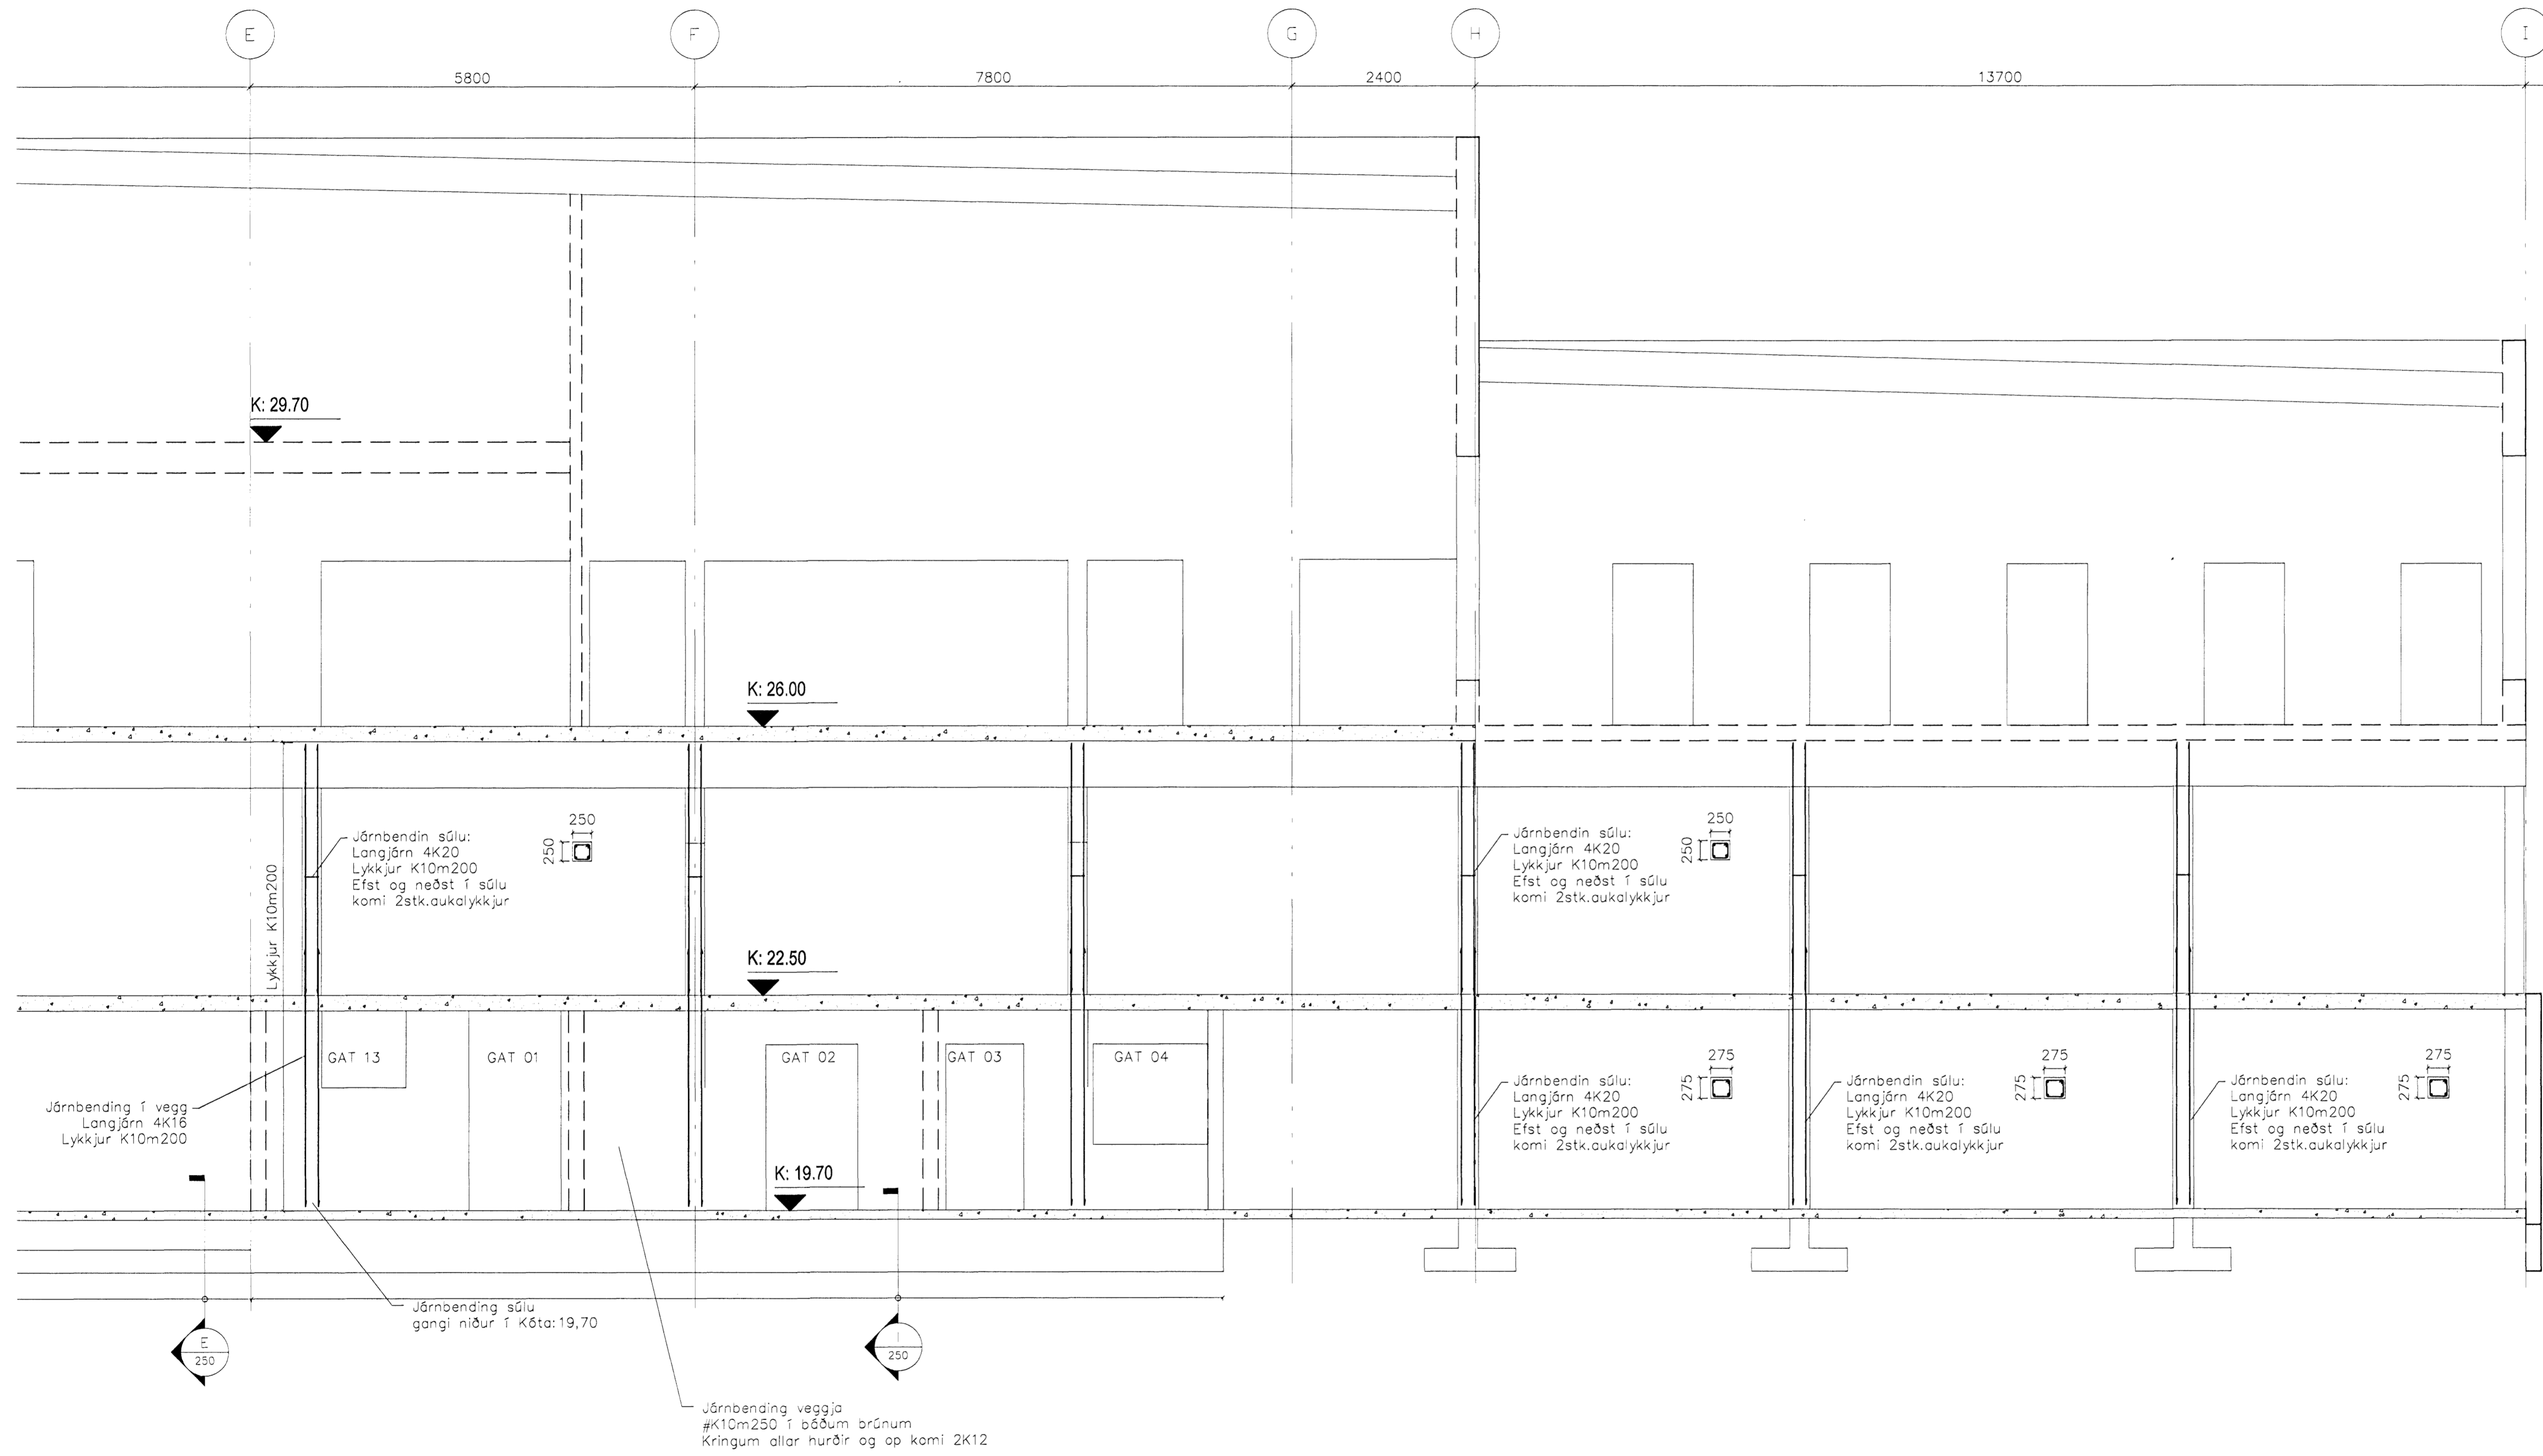 E
F
G
H
I
5800
7800
2400
13700
K: 29.70
K: 26.00
Járnbendin súlu:
Langjárn 4K20
Lykkjur K10m200
Efst og neðst í súlu
komi 2stk.aukalykkjur
250
250
Járnbendin súlu:
Langjárn 4K20
Lykkjur K10m200
Efst og neðst í súlu
komi 2stk.aukalykkjur
250
250
Lykkjur K10m200
K: 22.50
GAT 13
GAT 01
GAT 02
GAT 03
GAT 04
Járnbending í vegg
Langjárn 4K16
Lykkjur K10m200
Járnbendin súlu:
Langjárn 4K20
Lykkjur K10m200
Efst og neðst í súlu
komi 2stk.aukalykkjur
275
275
Járnbendin súlu:
Langjárn 4K20
Lykkjur K10m200
Efst og neðst í súlu
komi 2stk.aukalykkjur
275
275
Járnbendin súlu:
Langjárn 4K20
Lykkjur K10m200
Efst og neðst í súlu
komi 2stk.aukalykkjur
275
275
K: 19.70
Járnbending súlu
gangi niður í Kóta:19,70
E
250
I
250
Járnbending veggja
#K10m250 í báðum brúnum
Kringum allar hurðir og op komi 2K12